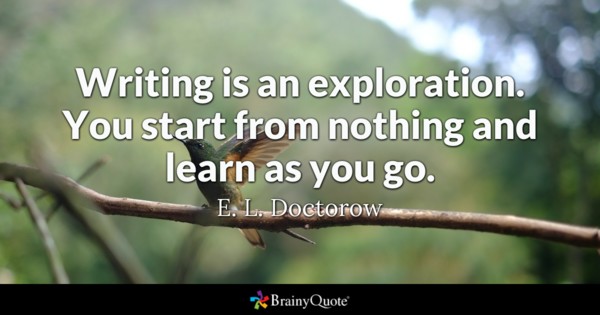 Writing is an exploration.
You start from nothing and
learn as you go.
E. L. Doctorow
BrainyQuote